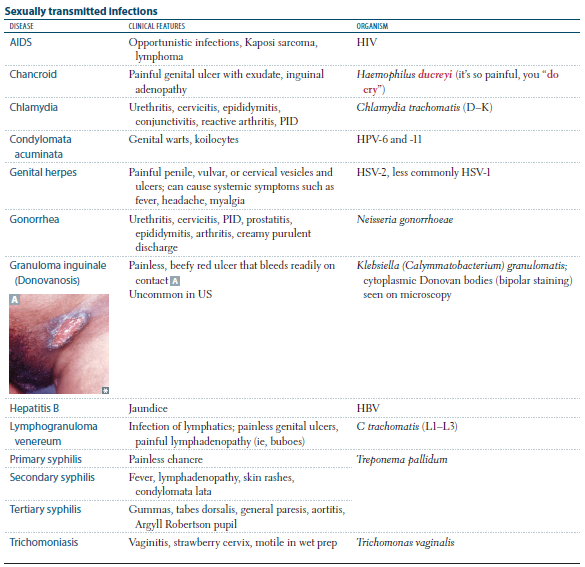 Sexually transmitted infections
DISEASE CLINICAL FEATURES ORGANISM
AIDS Opportunistic infections, Kaposi sarcoma, HIV
lymphoma
Chancroid Painful genital ulcer with exudate, inguinal Haemophilus ducreyi (it’s so painful, you “do
adenopathy cry”)
Chlamydia Urethritis, cervicitis, epididymitis, Chlamydia trachomatis (D–K)
conjunctivitis, reactive arthritis, PID
Condylomata Genital warts, koilocytes HPV-6 and -11
acuminata
Genital herpes Painful penile, vulvar, or cervical vesicles and HSV-2, less commonly HSV-1
ulcers; can cause systemic symptoms such as
fever, headache, myalgia
Gonorrhea Urethritis, cervicitis, PID, prostatitis, Neisseria gonorrhoeae
epididymitis, arthritis, creamy purulent
discharge
Granuloma inguinale Painless, beefy red ulcer that bleeds readily on Klebsiella (Calymmatobacterium) granulomatis;
(Donovanosis) contact A cytoplasmic Donovan bodies (bipolar staining)
Uncommon in US seen on microscopy
A
Hepatitis B Jaundice HBV
Lymphogranuloma Infection of lymphatics; painless genital ulcers, C trachomatis (L1–L3)
venereum painful lymphadenopathy (ie, buboes)
Primary syphilis Painless chancre Treponema pallidum
Secondary syphilis Fever, lymphadenopathy, skin rashes,
condylomata lata
Tertiary syphilis Gummas, tabes dorsalis, general paresis, aortitis,
Argyll Robertson pupil
Trichomoniasis Vaginitis, strawberry cervix, motile in wet prep Trichomonas vaginalis